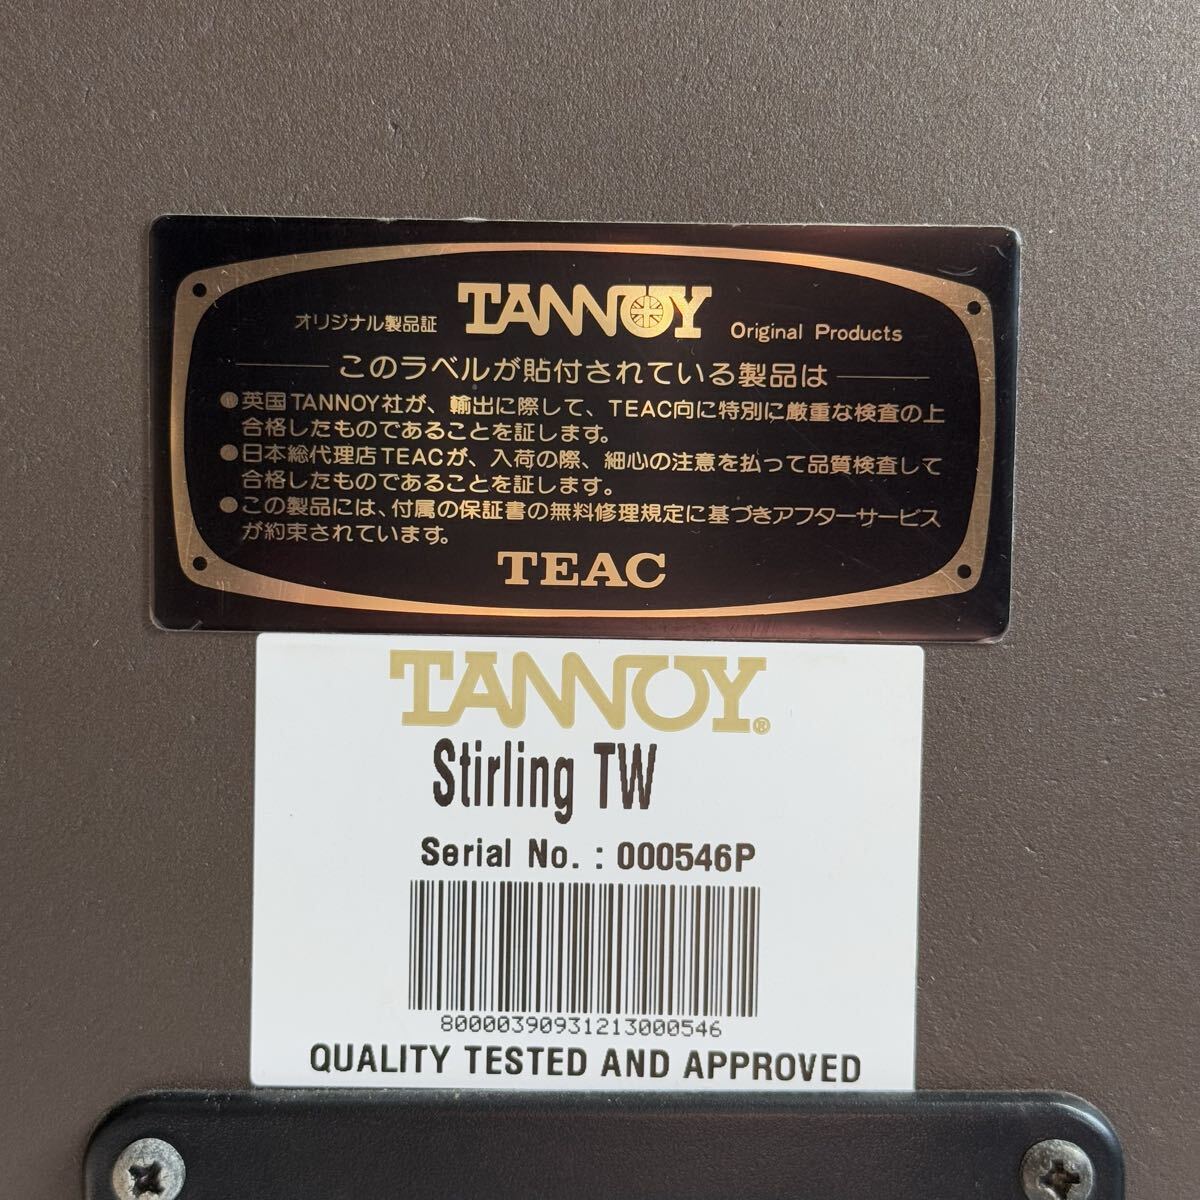 オリジナル製品証 TANNOY Original Products
このラベルが貼付されている製品は
●英国TANNOY社が、輸出に際して、TEAC向に特別に厳重な検査の上
合格したものであることを証します。
●日本総代理店TEACが、入荷の際、細心の注意を払って品質検査して
合格したものであることを証します。
●この製品には、付属の保証書の無料修理規定に基づきアフターサービス
が約束されています。
TEAC
TANNOY®
Stirling TW
Serial No. : 000546P
80000390931213000546
QUALITY TESTED AND APPROVED